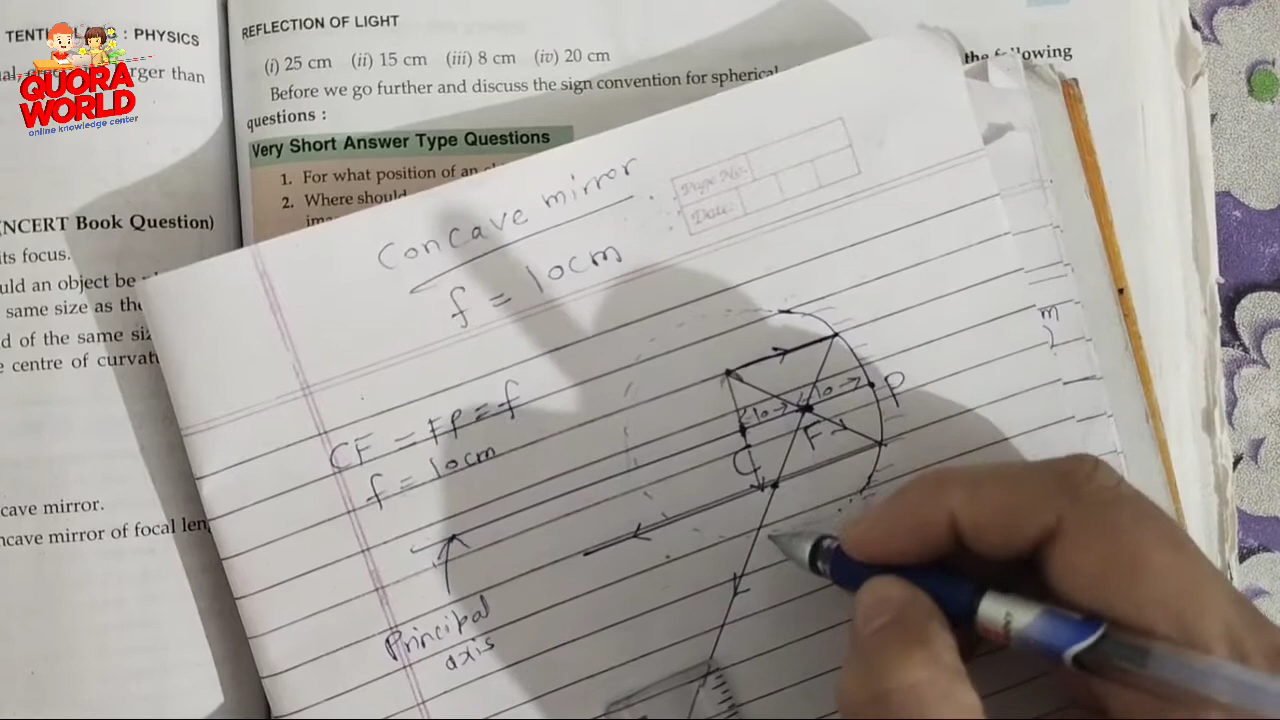 TENTH : PHYSICS
rger than
QUORA
WORLD
online knowledge center
NCERT Book Question)
its focus.
uld an object be
same size as the
d of the same siz
e centre of curvat
cave mirror.
ncave mirror of focal len
REFLECTION OF LIGHT
(i) 25 cm (ii) 15 cm (iii) 8 cm (iv) 20 cm
Before we go further and discuss the sign convention for spherical the following
questions :
Very Short Answer Type Questions
1. For what position of an
2. Where should
Concave mirror
Page No.
Date
f = 10cm
CF = FP = f
f = 10cm
P
<10-> <10->
F
C
m
Principal
axis